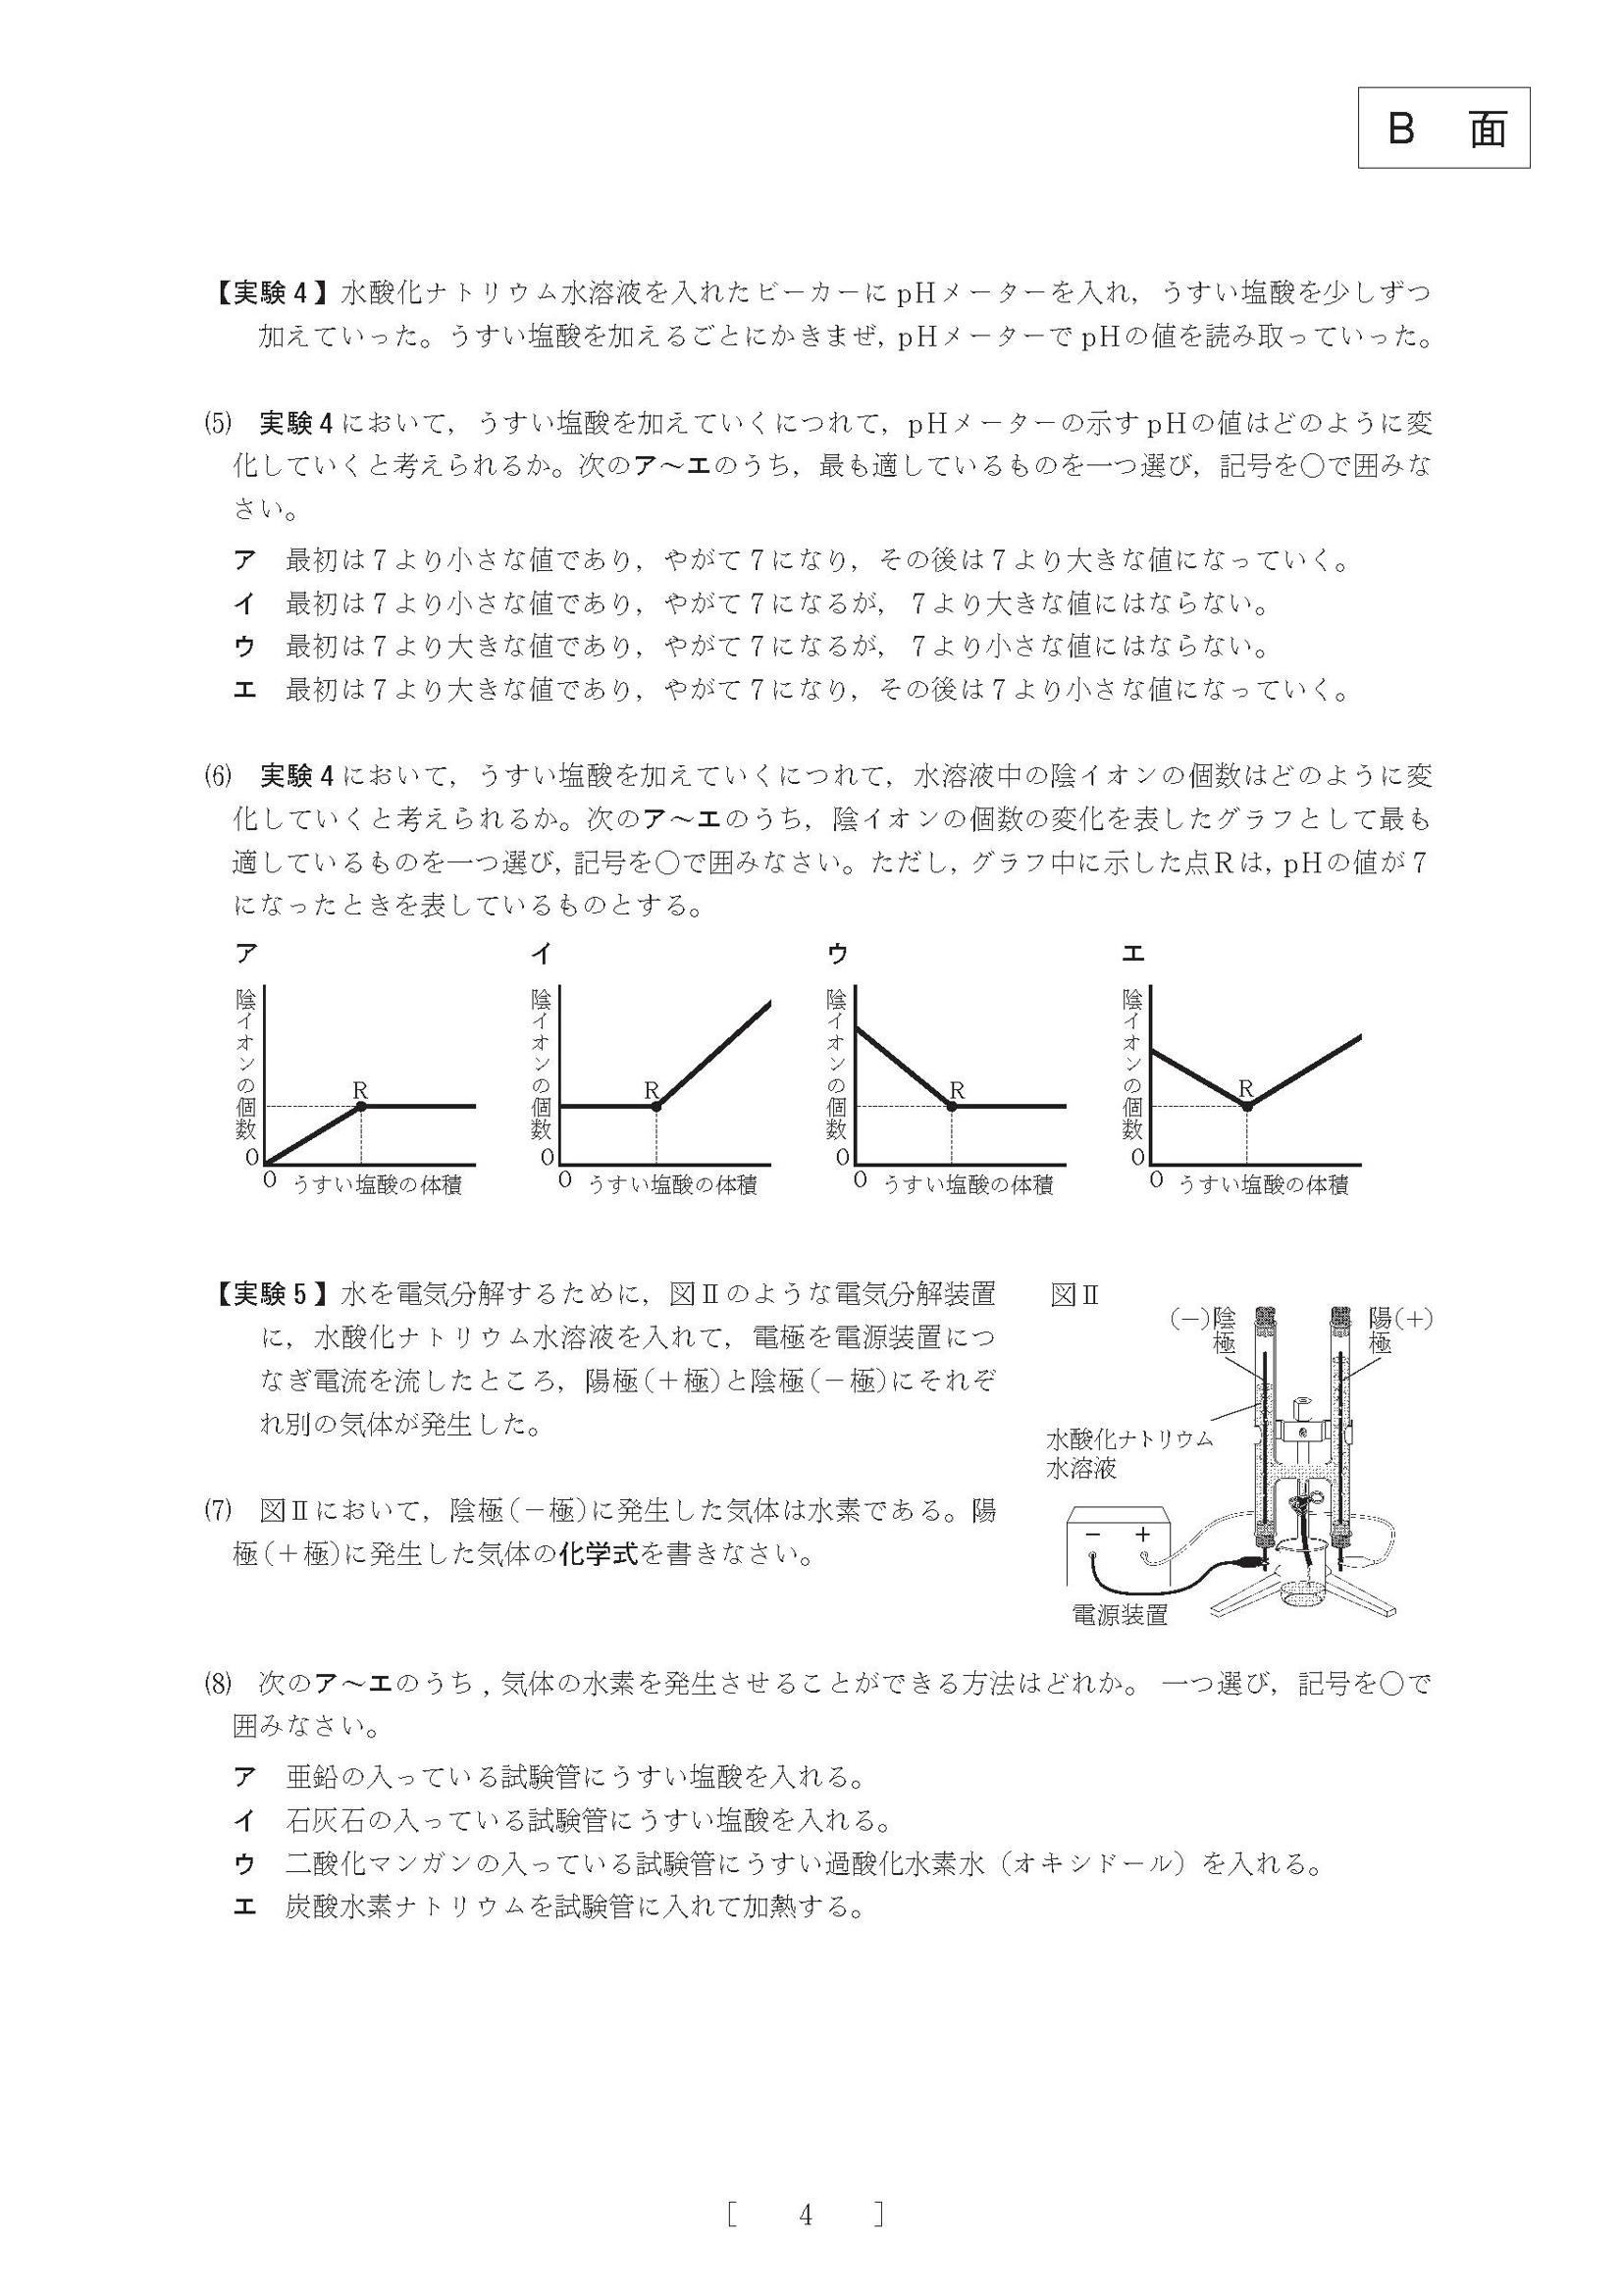 B 面
【実験4】水酸化ナトリウム水溶液を入れたビーカーにpHメーターを入れ，うすい塩酸を少しずつ
加えていった。うすい塩酸を加えるごとにかきまぜ，pHメーターでpHの値を読み取っていった。
⑸ 実験4において，うすい塩酸を加えていくにつれて，pHメーターの示すpHの値はどのように変
化していくと考えられるか。次のア～エのうち，最も適しているものを一つ選び，記号を○で囲みな
さい。
ア 最初は7より小さな値であり，やがて7になり，その後は7より大きな値になっていく。
イ 最初は7より小さな値であり，やがて7になるが，7より大きな値にはならない。
ウ 最初は7より大きな値であり，やがて7になるが，7より小さな値にはならない。
エ 最初は7より大きな値であり，やがて7になり，その後は7より小さな値になっていく。
⑹ 実験4において，うすい塩酸を加えていくにつれて，水溶液中の陰イオンの個数はどのように変
化していくと考えられるか。次のア～エのうち，陰イオンの個数の変化を表したグラフとして最も
適しているものを一つ選び，記号を○で囲みなさい。ただし，グラフ中に示した点Rは，pHの値が7
になったときを表しているものとする。
ア
陰イオンの個数
R
0
0 うすい塩酸の体積
イ
陰イオンの個数
R
0
0 うすい塩酸の体積
ウ
陰イオンの個数
R
0
0 うすい塩酸の体積
エ
陰イオンの個数
R
0
0 うすい塩酸の体積
【実験5】水を電気分解するために，図Ⅱのような電気分解装置
に，水酸化ナトリウム水溶液を入れて，電極を電源装置につ
なぎ電流を流したところ，陽極(＋極)と陰極(－極)にそれぞ
れ別の気体が発生した。
⑺ 図Ⅱにおいて，陰極(－極)に発生した気体は水素である。陽
極(＋極)に発生した気体の化学式を書きなさい。
図Ⅱ
(－)陰極
陽(＋)極
水酸化ナトリウム
水溶液
－ ＋
電源装置
⑻ 次のア～エのうち，気体の水素を発生させることができる方法はどれか。 一つ選び，記号を○で
囲みなさい。
ア 亜鉛の入っている試験管にうすい塩酸を入れる。
イ 石灰石の入っている試験管にうすい塩酸を入れる。
ウ 二酸化マンガンの入っている試験管にうすい過酸化水素水（オキシドール）を入れる。
エ 炭酸水素ナトリウムを試験管に入れて加熱する。
［ 4 ］